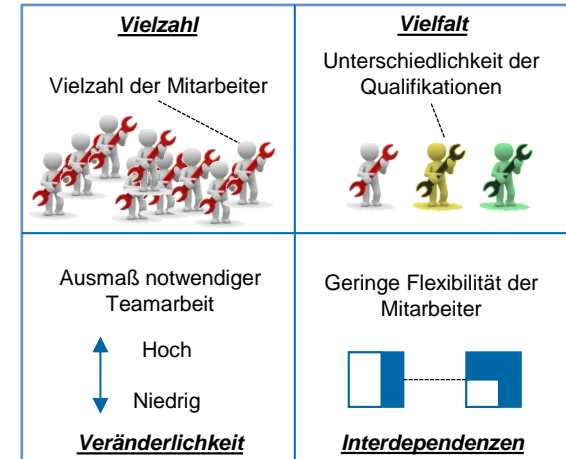 Vielzahl
Vielzahl der Mitarbeiter
Vielfalt
Unterschiedlichkeit der
Qualifikationen
Ausmaß notwendiger
Teamarbeit
Hoch
Niedrig
Veränderlichkeit
Geringe Flexibilität der
Mitarbeiter
Interdependenzen